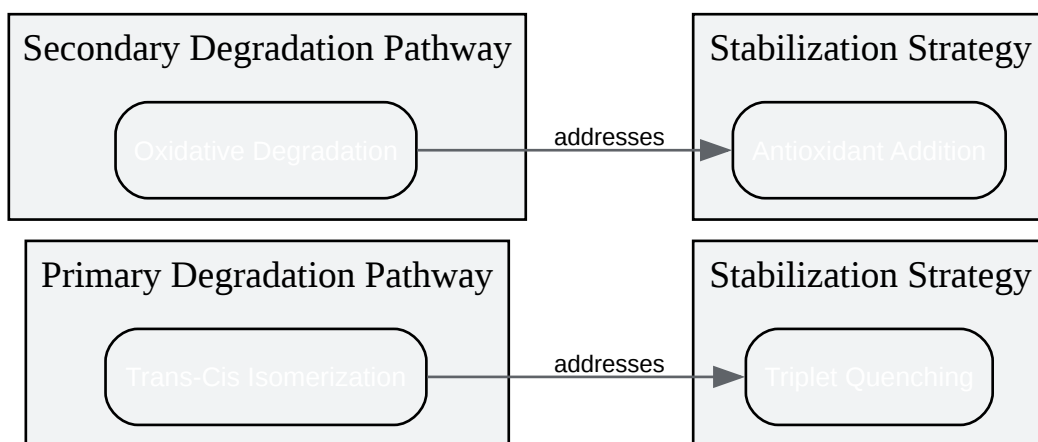 Secondary Degradation Pathway
Stabilization Strategy
Oxidative Degradation
addresses
Antioxidant Addition
Primary Degradation Pathway
Stabilization Strategy
Trans-Cis Isomerization
addresses
Triplet Quenching